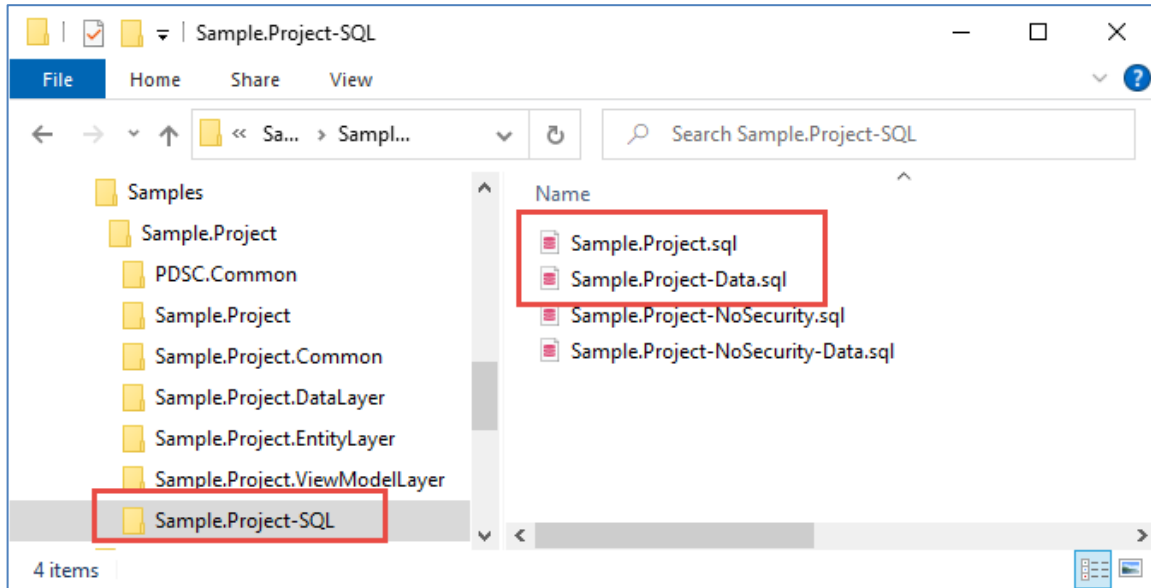 Sample.Project-SQL
File Home Share View
?
« Sa... › Sampl...
Search Sample.Project-SQL
Samples
Sample.Project
PDSC.Common
Sample.Project
Sample.Project.Common
Sample.Project.DataLayer
Sample.Project.EntityLayer
Sample.Project.ViewModelLayer
Sample.Project-SQL
Name
Sample.Project.sql
Sample.Project-Data.sql
Sample.Project-NoSecurity.sql
Sample.Project-NoSecurity-Data.sql
4 items